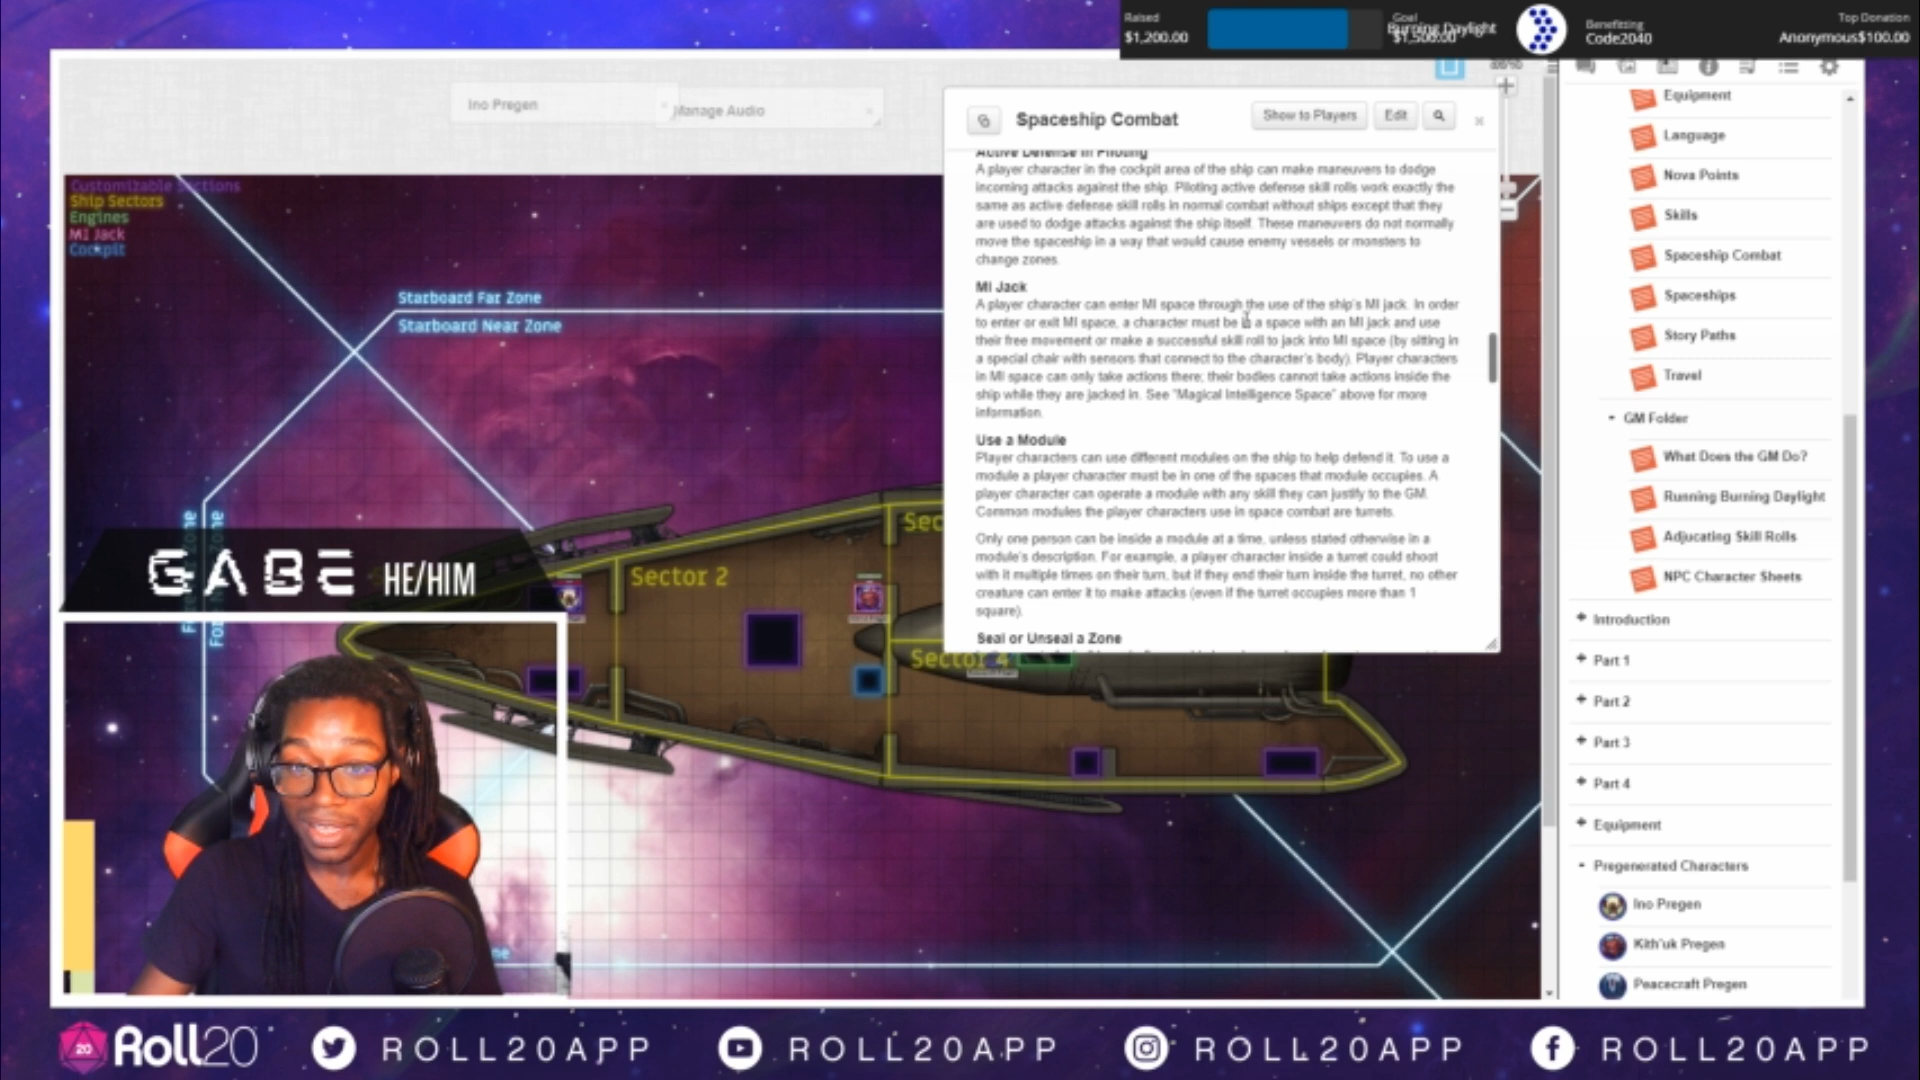 Raised
$1,200.00
Goal
$1,500.00
Burning Daylight
Benefitting
Code2040
Top Donation
Anonymous$100.00
Ino Pregen
Manage Audio
Spaceship Combat
Show to Players
Edit
Active Defense in Piloting
A player character in the cockpit area of the ship can make maneuvers to dodge
incoming attacks against the ship. Piloting active defense skill rolls work exactly the
same as active defense skill rolls in normal combat without ships except that they
are used to dodge attacks against the ship itself. These maneuvers do not normally
move the spaceship in a way that would cause enemy vessels or monsters to
change zones.
MI Jack
A player character can enter MI space through the use of the ship's MI jack. In order
to enter or exit MI space, a character must be in a space with an MI jack and use
their free movement or make a successful skill roll to jack into MI space (by sitting in
a special chair with sensors that connect to the character's body). Player characters
in MI space can only take actions there; their bodies cannot take actions inside the
ship while they are jacked in. See "Magical Intelligence Space" above for more
information.
Use a Module
Player characters can use different modules on the ship to help defend it. To use a
module a player character must be in one of the spaces that module occupies. A
player character can operate a module with any skill they can justify to the GM.
Common modules the player characters use in space combat are turrets.
Only one person can be inside a module at a time, unless stated otherwise in a
module's description. For example, a player character inside a turret could shoot
with it multiple times on their turn, but if they end their turn inside the turret, no other
creature can enter it to make attacks (even if the turret occupies more than 1
square).
Seal or Unseal a Zone
Customizable Sections
Ship Sectors
Engines
MI Jack
Cockpit
Starboard Far Zone
Starboard Near Zone
Sector 2
Sec
Sector 4
GABE HE/HIM
Equipment
Language
Nova Points
Skills
Spaceship Combat
Spaceships
Story Paths
Travel
GM Folder
What Does the GM Do?
Running Burning Daylight
Adjucating Skill Rolls
NPC Character Sheets
Introduction
Part 1
Part 2
Part 3
Part 4
Equipment
Pregenerated Characters
Ino Pregen
Kith'uk Pregen
Peacecraft Pregen
20 Roll20
ROLL20APP
ROLL20APP
ROLL20APP
ROLL20APP